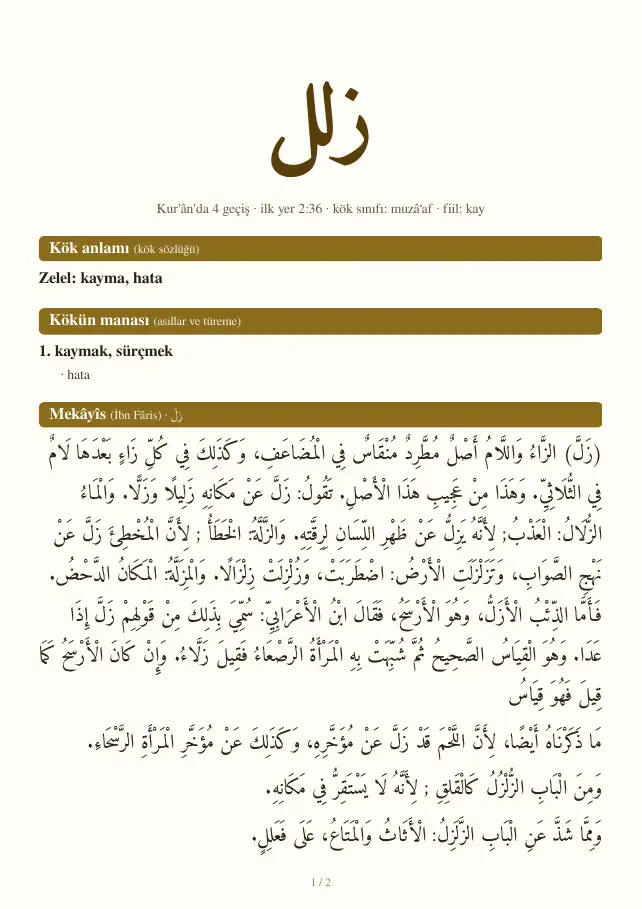 زلل
Kur'ân'da 4 geçiş · ilk yer 2:36 · kök sınıfı: muzâ'af · fiil: kay
Kök anlamı (kök sözlüğü)
Zelel: kayma, hata
Kökün manası (asıllar ve türeme)
1. kaymak, sürçmek
· hata
Mekâyîs (İbn Fâris) · زَلَّ
(زَلَّ) الزَّاءُ وَاللَّامُ أَصْلٌ مُطَّرِدٌ مُنْقَاسٌ فِي الْمُضَاعَفِ، وَكَذَلِكَ فِي كُلِّ زَاءٍ بَعْدَهَا لَامٌ
فِي الثُّلَاثِيِّ. وَهَذَا مِنْ عَجِيبِ هَذَا الْأَصْلِ. تَقُولُ: زَلَّ عَنْ مَكَانِهِ زَلِيلًا وَزَلًّا. وَالْمَاءُ
الزُّلَالُ: الْعَذْبُ; لِأَنَّهُ يَزِلُّ عَنْ ظَهْرِ اللِّسَانِ لِرِقَّتِهِ. وَالزَّلَّةُ: الْخَطَأُ ; لِأَنَّ الْمُخْطِئَ زَلَّ عَنْ
نَهْجِ الصَّوَابِ، وَتَزَلْزَلَتِ الْأَرْضُ: اضْطَرَبَتْ، وَزُلْزِلَتْ زِلْزَالًا. وَالْمِزَلَّةُ: الْمَكَانُ الدَّحْضُ.
فَأَمَّا الذِّئْبُ الْأَزَلُّ، وَهُوَ الْأَرْسَحُ، فَقَالَ ابْنُ الْأَعْرَابِيِّ: سُمِّيَ بِذَلِكَ مِنْ قَوْلِهِمْ زَلَّ إِذَا
عَدَا. وَهُوَ الْقِيَاسُ الصَّحِيحُ ثُمَّ شُبِّهَتْ بِهِ الْمَرْأَةُ الرَّصْعَاءُ فَقِيلَ زَلَّاءُ. وَإِنْ كَانَ الْأَرْسَحُ كَمَا
قِيلَ فَهُوَ قِيَاسُ
مَا ذَكَرْنَاهُ أَيْضًا، لِأَنَّ اللَّحْمَ قَدْ زَلَّ عَنْ مُؤَخَّرِهِ، وَكَذَلِكَ عَنْ مُؤَخَّرِ الْمَرْأَةِ الرَّسْحَاءِ.
وَمِنَ الْبَابِ الزُّلْزُلُ كَالْقَلِقِ ; لِأَنَّهُ لَا يَسْتَقِرُّ فِي مَكَانِهِ.
وَمِمَّا شَذَّ عَنِ الْبَابِ الزَّلَزِلُ: الْأَثَاثُ وَالْمَتَاعُ، عَلَى فَعَلِلٍ.
1 / 2